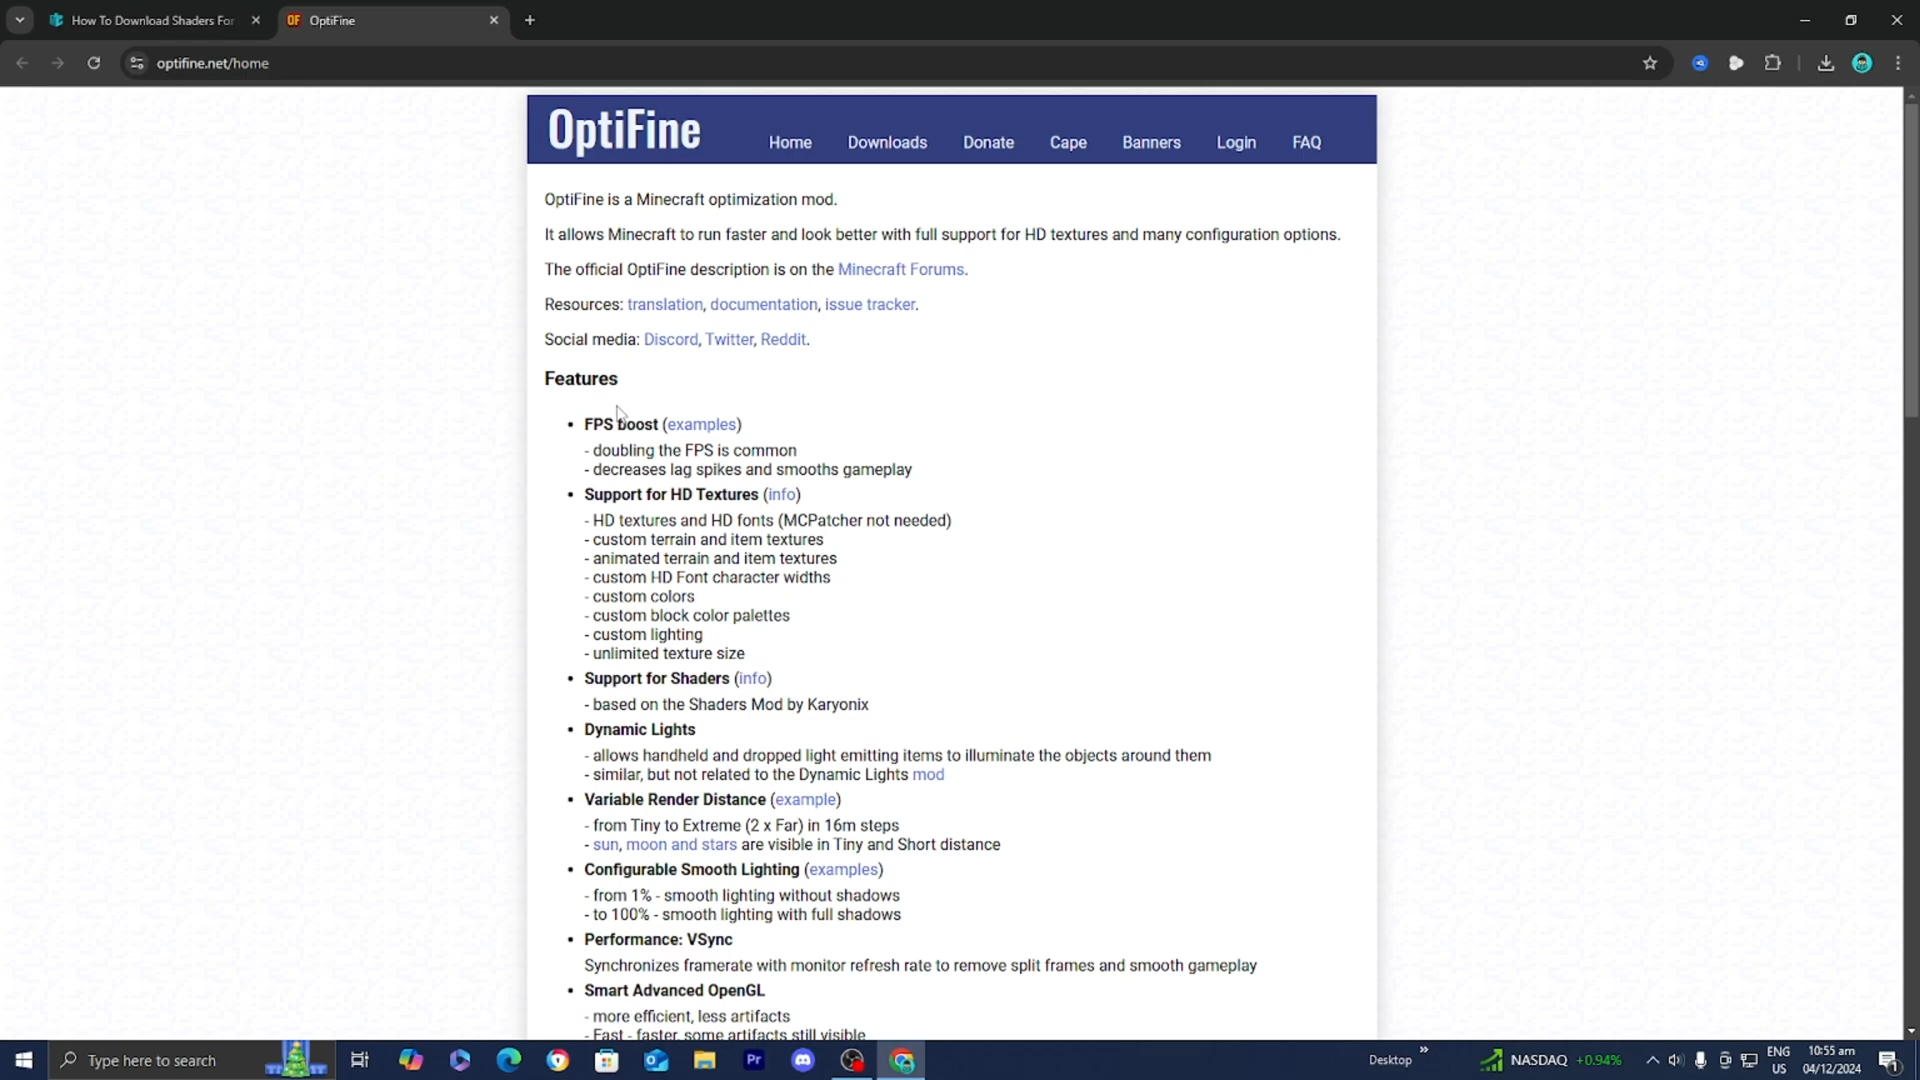 How To Download Shaders For
OptiFine
optifine.net/home
OptiFine
Home
Downloads
Donate
Cape
Banners
Login
FAQ
OptiFine is a Minecraft optimization mod.
It allows Minecraft to run faster and look better with full support for HD textures and many configuration options.
The official OptiFine description is on the Minecraft Forums.
Resources: translation, documentation, issue tracker.
Social media: Discord, Twitter, Reddit.
Features
• FPS boost (examples)
- doubling the FPS is common
- decreases lag spikes and smooths gameplay
• Support for HD Textures (info)
- HD textures and HD fonts (MCPatcher not needed)
- custom terrain and item textures
- animated terrain and item textures
- custom HD Font character widths
- custom colors
- custom block color palettes
- custom lighting
- unlimited texture size
• Support for Shaders (info)
- based on the Shaders Mod by Karyonix
• Dynamic Lights
- allows handheld and dropped light emitting items to illuminate the objects around them
- similar, but not related to the Dynamic Lights mod
• Variable Render Distance (example)
- from Tiny to Extreme (2 x Far) in 16m steps
- sun, moon and stars are visible in Tiny and Short distance
• Configurable Smooth Lighting (examples)
- from 1% - smooth lighting without shadows
- to 100% - smooth lighting with full shadows
• Performance: VSync
Synchronizes framerate with monitor refresh rate to remove split frames and smooth gameplay
• Smart Advanced OpenGL
- more efficient, less artifacts
- Fast - faster, some artifacts still visible
Type here to search
Pr
Desktop
NASDAQ +0.94%
ENG
US
10:55 am
04/12/2024
1